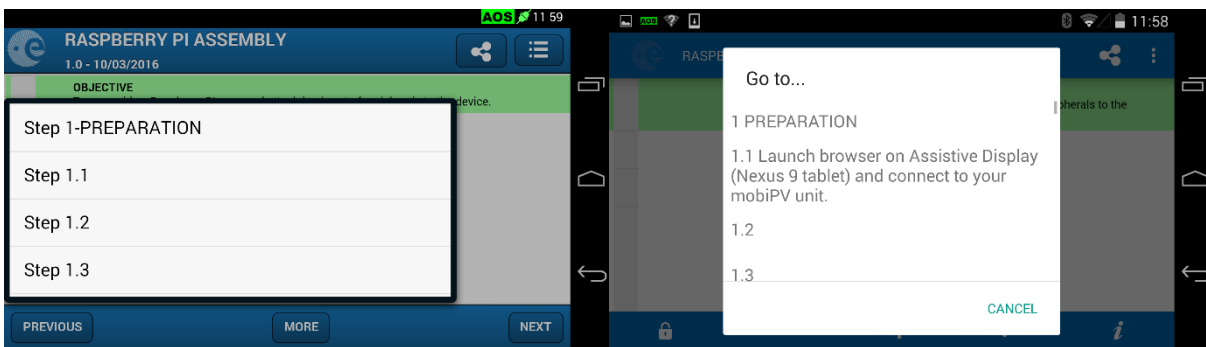 AOS 11 59
RASPBERRY PI ASSEMBLY
1.0 - 10/03/2016
OBJECTIVE
device.
Step 1-PREPARATION
Step 1.1
Step 1.2
Step 1.3
PREVIOUS
MORE
NEXT
AOS
11:58
RASPB
pherals to the
Go to...
1 PREPARATION
1.1 Launch browser on Assistive Display
(Nexus 9 tablet) and connect to your
mobiPV unit.
1.2
1.3
CANCEL